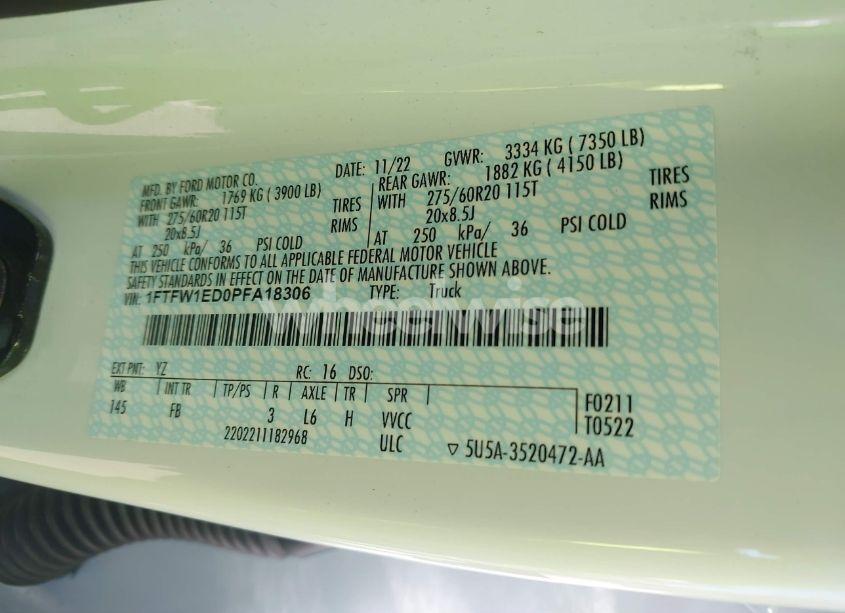 MFD. BY FORD MOTOR CO. DATE: 11/22 GVWR: 3334 KG ( 7350 LB)
FRONT GAWR: 1769 KG ( 3900 LB) REAR GAWR: 1882 KG ( 4150 LB)
WITH 275/60R20 115T TIRES WITH 275/60R20 115T TIRES
20x8.5J RIMS 20x8.5J RIMS
AT 250 kPa/ 36 PSI COLD AT 250 kPa/ 36 PSI COLD
THIS VEHICLE CONFORMS TO ALL APPLICABLE FEDERAL MOTOR VEHICLE
SAFETY STANDARDS IN EFFECT ON THE DATE OF MANUFACTURE SHOWN ABOVE.
VIN: 1FTFW1ED0PFA18306 TYPE: Truck
wheelwise
EXT PNT: YZ RC: 16 DSO:
WB INT TR TP/PS R AXLE TR SPR
145 FB 3 L6 H VVCC F0211
2202211182968 ULC T0522
▽ 5U5A-3520472-AA